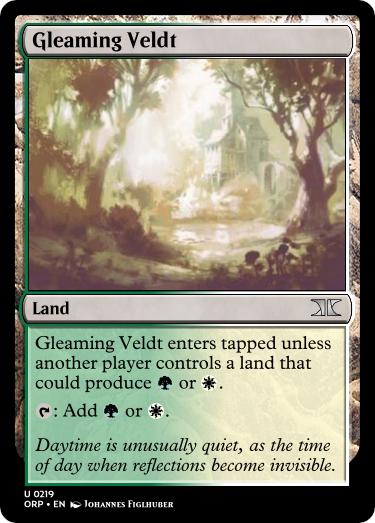 Gleaming Veldt
Land
Gleaming Veldt enters tapped unless
another player controls a land that
could produce or .
: Add or .
Daytime is unusually quiet, as the time
of day when reflections become invisible.
U 0219
ORP • EN Johannes Figlhuber